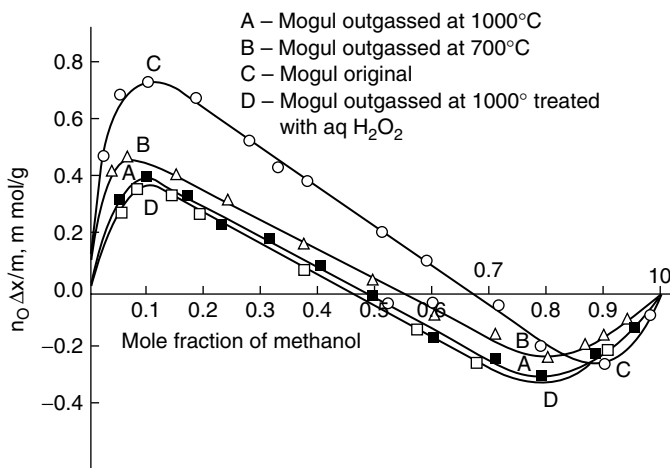 A – Mogul outgassed at 1000°C
B – Mogul outgassed at 700°C
C – Mogul original
D – Mogul outgassed at 1000° treated
with aq H₂O₂
n₀ Δx/m, m mol/g
0.8
0.6
0.4
0.2
0.0
−0.2
−0.4
C
B
A
D
0.1 0.2 0.3 0.4 0.5 0.6 0.7 0.8 0.9 10
Mole fraction of methanol
B
A
C
D